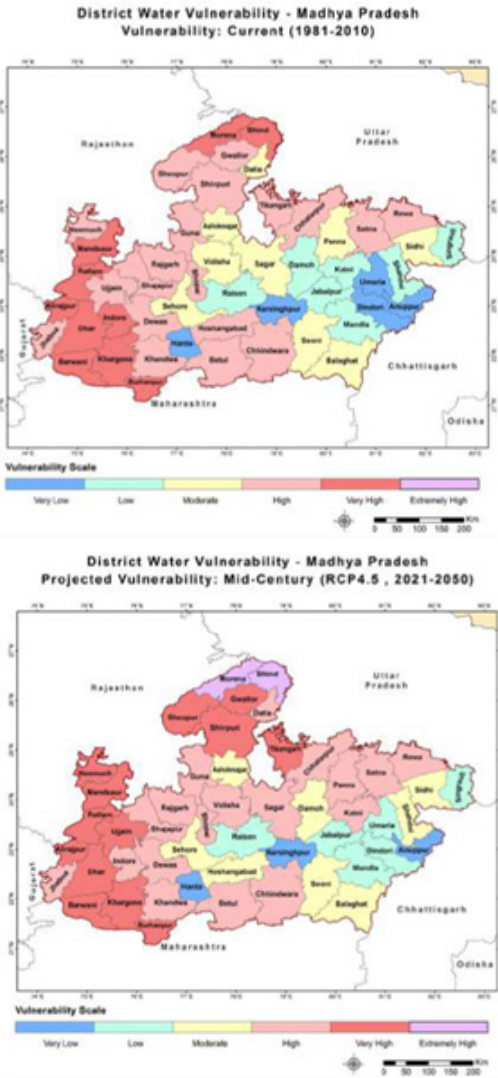 District Water Vulnerability - Madhya Pradesh
Vulnerability: Current (1981-2010)
Rajasthan
Uttar
Pradesh
Morena
Bhind
Gwalior
Datia
Sheopur
Shivpuri
Tikamgarh
Chhatarpur
Rewa
Satna
Panna
Sidhi
Neemuch
Mandsaur
Ratlam
Guna
Ashoknagar
Rajgarh
Vidisha
Sagar
Damoh
Katni
Umaria
Ujjain
Shajapur
Sehore
Raisen
Jabalpur
Dindori
Anuppur
Alirajpur
Dhar
Indore
Dewas
Harda
Hoshangabad
Narsinghpur
Mandla
Seoni
Balaghat
Barwani
Khargone
Khandwa
Betul
Chhindwara
Burhanpur
Gujarat
Maharashtra
Chhattisgarh
Odisha
Vulnerability Scale
Very Low Low Moderate High Very High Extremely High
0 50 100 150 200 Km
District Water Vulnerability - Madhya Pradesh
Projected Vulnerability: Mid-Century (RCP4.5 , 2021-2050)
Rajasthan
Uttar
Pradesh
Morena
Bhind
Gwalior
Datia
Sheopur
Shivpuri
Tikamgarh
Chhatarpur
Rewa
Satna
Panna
Sidhi
Neemuch
Mandsaur
Ratlam
Guna
Ashoknagar
Rajgarh
Vidisha
Sagar
Damoh
Katni
Umaria
Ujjain
Shajapur
Sehore
Raisen
Jabalpur
Dindori
Anuppur
Alirajpur
Dhar
Indore
Dewas
Harda
Hoshangabad
Narsinghpur
Mandla
Seoni
Balaghat
Barwani
Khargone
Khandwa
Betul
Chhindwara
Burhanpur
Gujarat
Maharashtra
Chhattisgarh
Odisha
Vulnerability Scale
Very Low Low Moderate High Very High Extremely High
0 50 100 150 200 Km